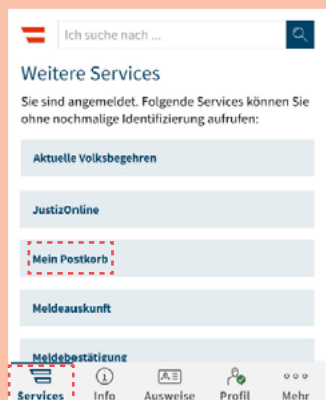 Ich suche nach ...
Weitere Services
Sie sind angemeldet. Folgende Services können Sie
ohne nochmalige Identifizierung aufrufen:
Aktuelle Volksbegehren
JustizOnline
Mein Postkorb
Meldeauskunft
Meldebestätigung
Services Info Ausweise Profil Mehr